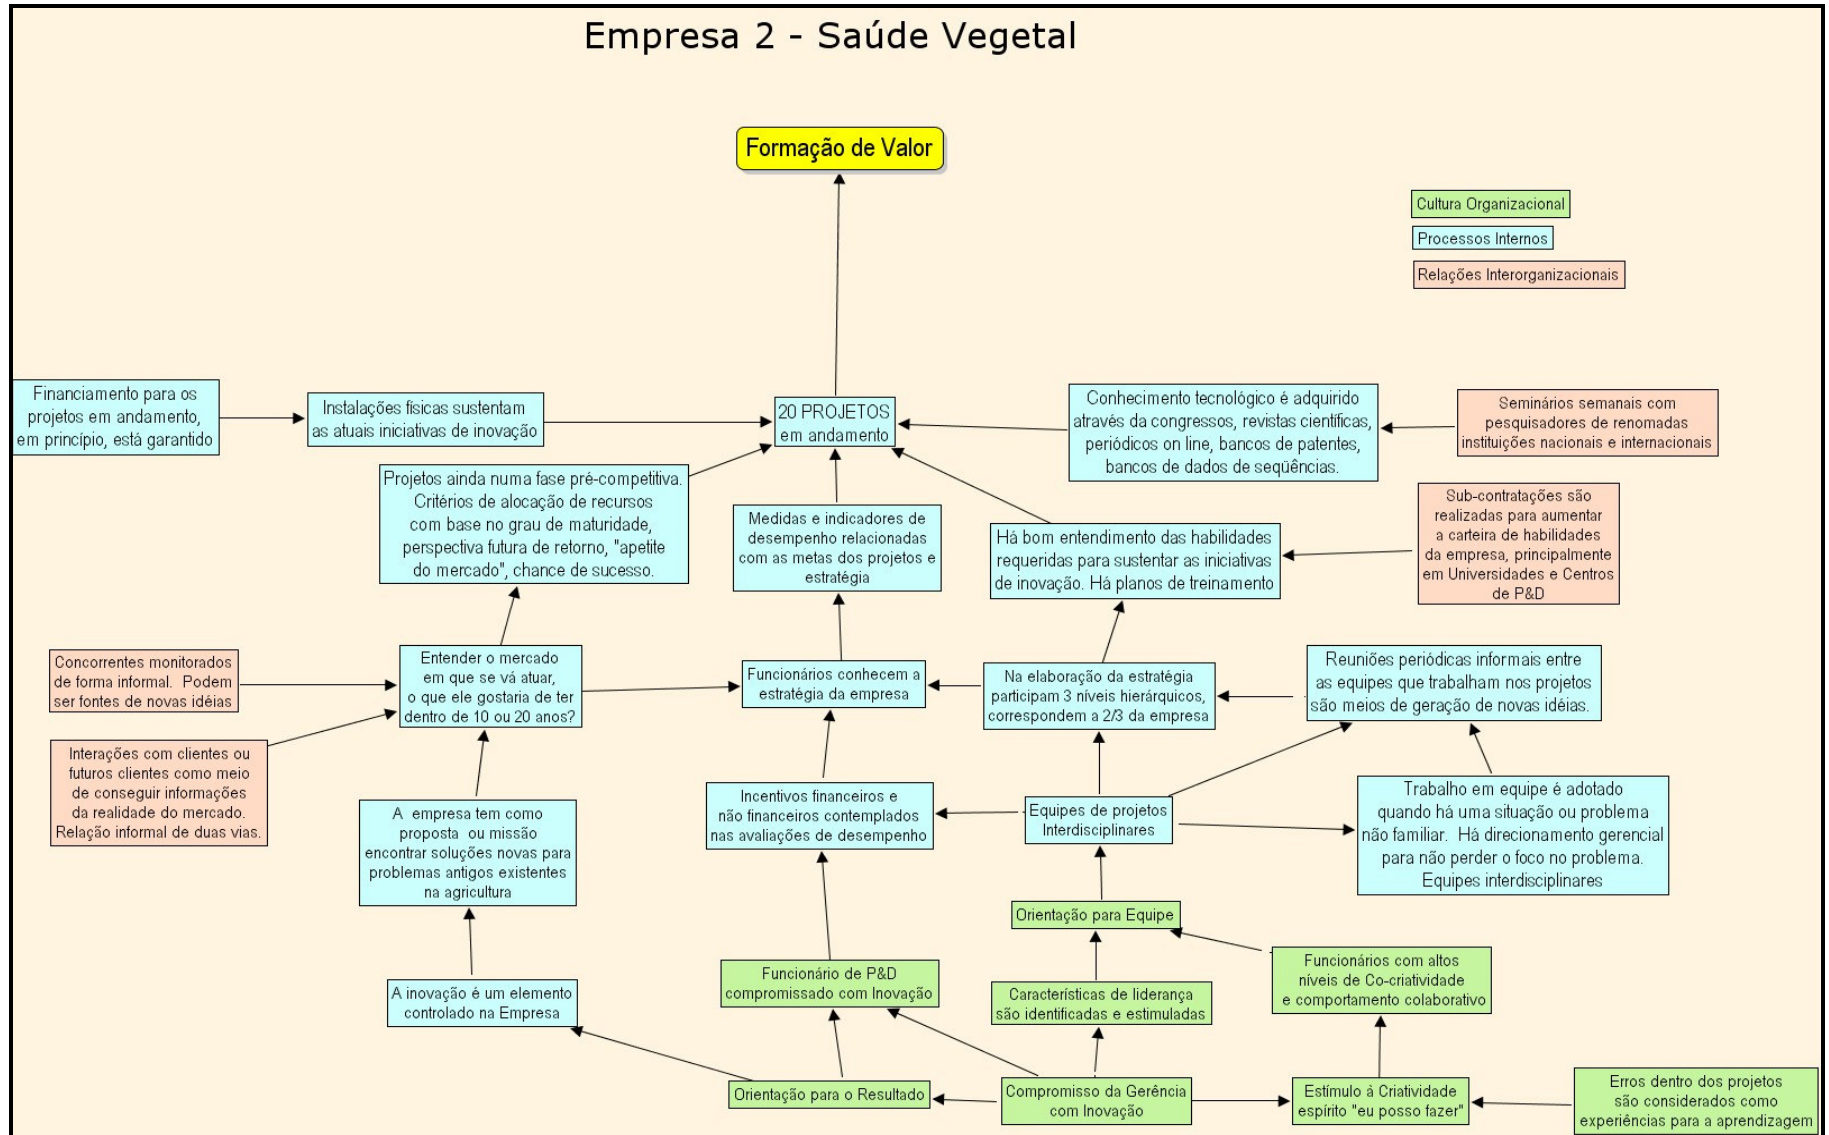 Empresa 2 - Saúde Vegetal
Formação de Valor
Cultura Organizacional
Processos Internos
Relações Interorganizacionais
Financiamento para os
projetos em andamento,
em princípio, está garantido
Instalações físicas sustentam
as atuais iniciativas de inovação
20 PROJETOS
em andamento
Conhecimento tecnológico é adquirido
através da congressos, revistas científicas,
periódicos on line, bancos de patentes,
bancos de dados de seqüências.
Seminários semanais com
pesquisadores de renomadas
instituições nacionais e internacionais
Projetos ainda numa fase pré-competitiva.
Critérios de alocação de recursos
com base no grau de maturidade,
perspectiva futura de retorno, "apetite
do mercado", chance de sucesso.
Medidas e indicadores de
desempenho relacionadas
com as metas dos projetos e
estratégia
Há bom entendimento das habilidades
requeridas para sustentar as iniciativas
de inovação. Há planos de treinamento
Sub-contratações são
realizadas para aumentar
a carteira de habilidades
da empresa, principalmente
em Universidades e Centros
de P&D
Concorrentes monitorados
de forma informal. Podem
ser fontes de novas idéias
Entender o mercado
em que se vá atuar,
o que ele gostaria de ter
dentro de 10 ou 20 anos?
Funcionários conhecem a
estratégia da empresa
Na elaboração da estratégia
participam 3 níveis hierárquicos,
correspondem a 2/3 da empresa
Reuniões periódicas informais entre
as equipes que trabalham nos projetos
são meios de geração de novas idéias.
Interações com clientes ou
futuros clientes como meio
de conseguir informações
da realidade do mercado.
Relação informal de duas vias.
A empresa tem como
proposta ou missão
encontrar soluções novas para
problemas antigos existentes
na agricultura
Incentivos financeiros e
não financeiros contemplados
nas avaliações de desempenho
Equipes de projetos
Interdisciplinares
Trabalho em equipe é adotado
quando há uma situação ou problema
não familiar. Há direcionamento gerencial
para não perder o foco no problema.
Equipes interdisciplinares
Orientação para Equipe
A inovação é um elemento
controlado na Empresa
Funcionário de P&D
compromissado com Inovação
Características de liderança
são identificadas e estimuladas
Funcionários com altos
níveis de Co-criatividade
e comportamento colaborativo
Orientação para o Resultado
Compromisso da Gerência
com Inovação
Estímulo à Criatividade
espírito "eu posso fazer"
Erros dentro dos projetos
são considerados como
experiências para a aprendizagem